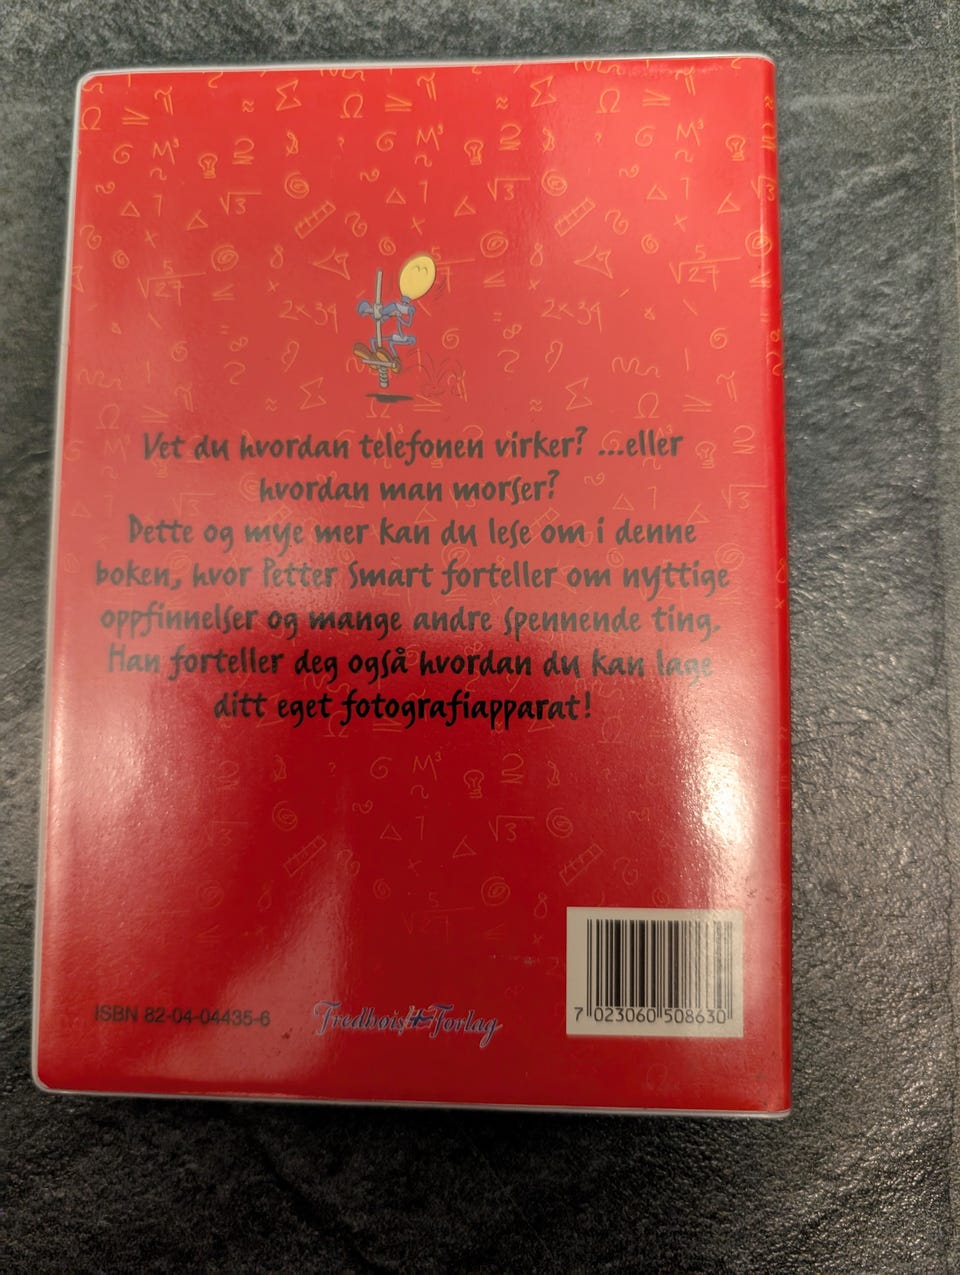 Vet du hvordan telefonen virker? ...eller
hvordan man morser?
Dette og mye mer kan du lese om i denne
boken, hvor Petter Smart forteller om nyttige
oppfinnelser og mange andre spennende ting.
Han forteller deg også hvordan du kan lage
ditt eget fotografiapparat!
ISBN 82-04-04435-6
Fredhøis Forlag
7 023060 508630